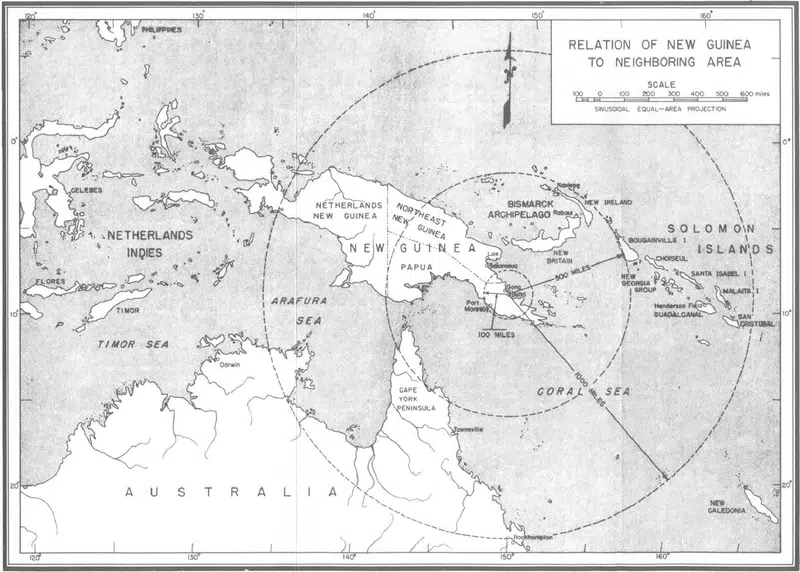 120°
130°
140°
150°
160°
PHILIPPINES
RELATION OF NEW GUINEA
TO NEIGHBORING AREA
SCALE
100 0 100 200 300 400 500 600 miles
SINUSOIDAL EQUAL-AREA PROJECTION
0°
0°
CELEBES
NETHERLANDS
INDIES
NETHERLANDS
NEW GUINEA
NORTHEAST
NEW GUINEA
NEW GUINEA
PAPUA
BISMARCK
ARCHIPELAGO
Kavieng
NEW IRELAND
Rabaul
NEW
BRITAIN
Lae
Salamaua
Gona
Port
Moresby
100 MILES
500 MILES
1000 MILES
SOLOMON
ISLANDS
BOUGAINVILLE I
CHOISEUL
SANTA ISABEL I
NEW
GEORGIA
GROUP
MALAITA I
Henderson Field
GUADALCANAL
SAN
CRISTOBAL
FLORES
TIMOR
ARAFURA
SEA
TIMOR SEA
10°
10°
Darwin
CAPE
YORK
PENINSULA
CORAL SEA
Townsville
AUSTRALIA
20°
20°
NEW
CALEDONIA
Rockhampton
120°
130°
140°
150°
160°